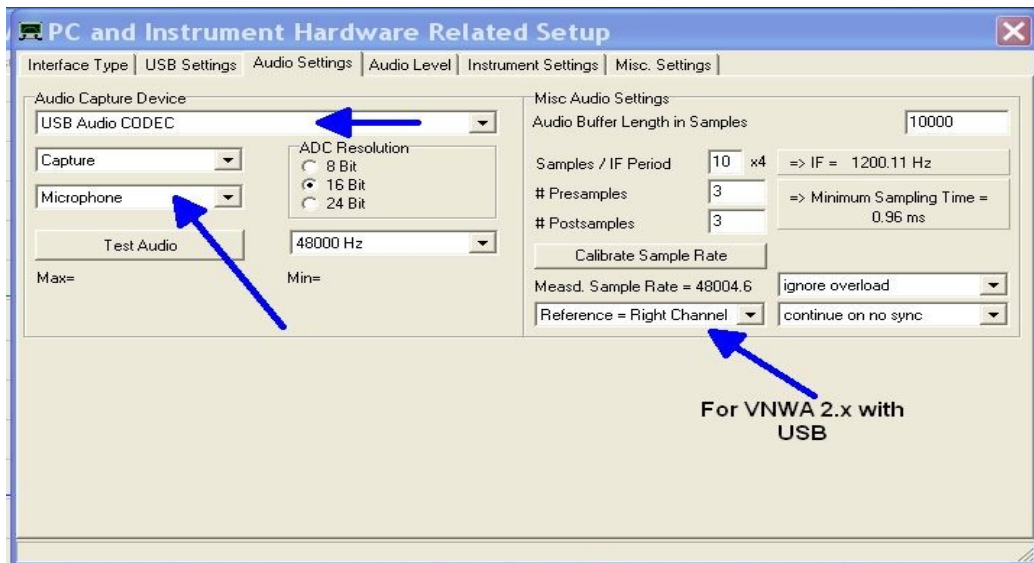 PC and Instrument Hardware Related Setup
Interface Type
USB Settings
Audio Settings
Audio Level
Instrument Settings
Misc. Settings
Audio Capture Device
USB Audio CODEC
Capture
Microphone
ADC Resolution
8 Bit
16 Bit
24 Bit
Test Audio
48000 Hz
Max=
Min=
Misc Audio Settings
Audio Buffer Length in Samples
10000
Samples / IF Period
10
x4
=> IF = 1200.11 Hz
# Presamples
3
=> Minimum Sampling Time =
0.96 ms
# Postsamples
3
Calibrate Sample Rate
Measd. Sample Rate = 48004.6
ignore overload
Reference = Right Channel
continue on no sync
For VNWA 2.x with
USB